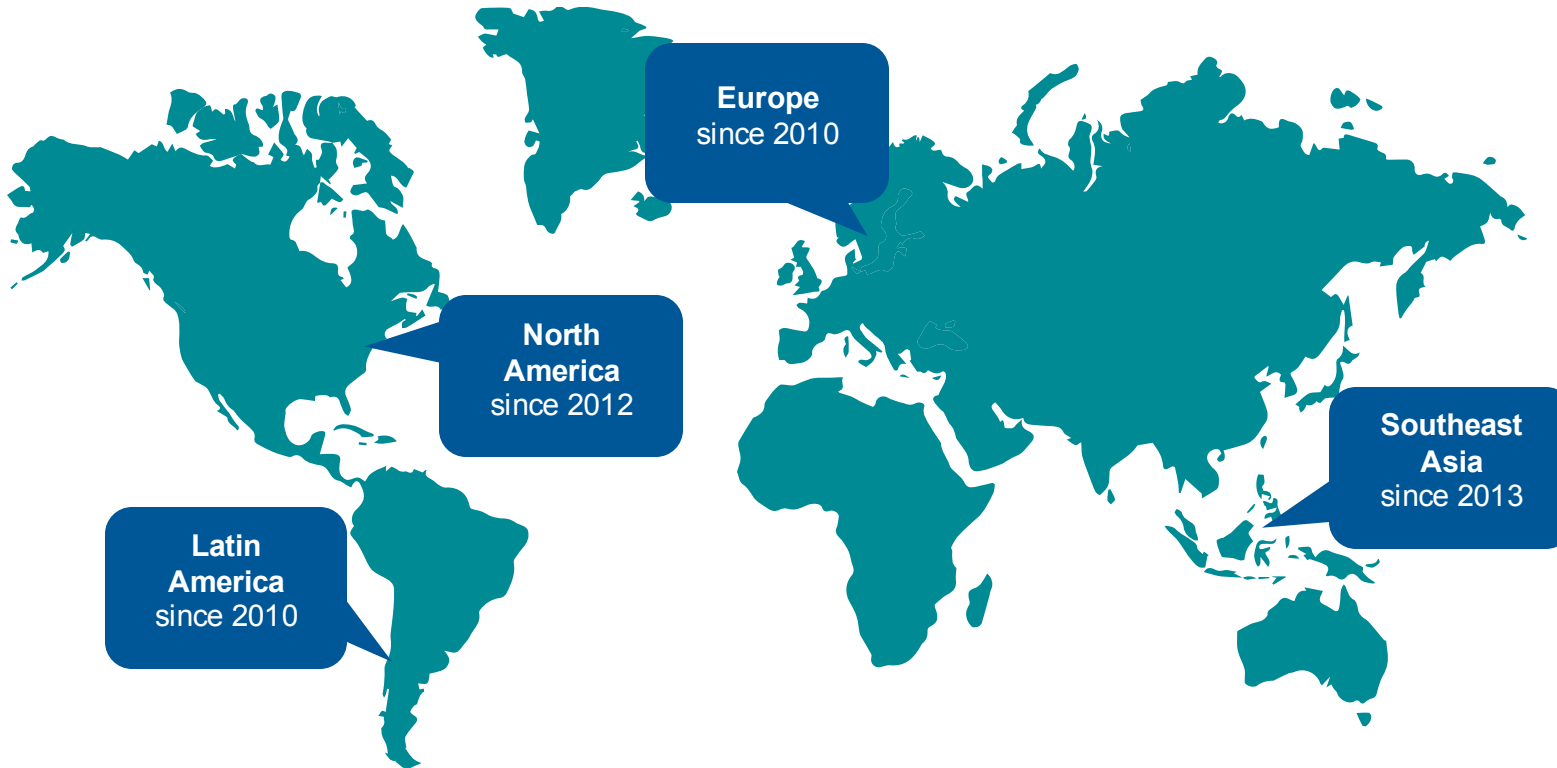 Europe
since 2010
North
America
since 2012
Southeast
Asia
since 2013
Latin
America
since 2010